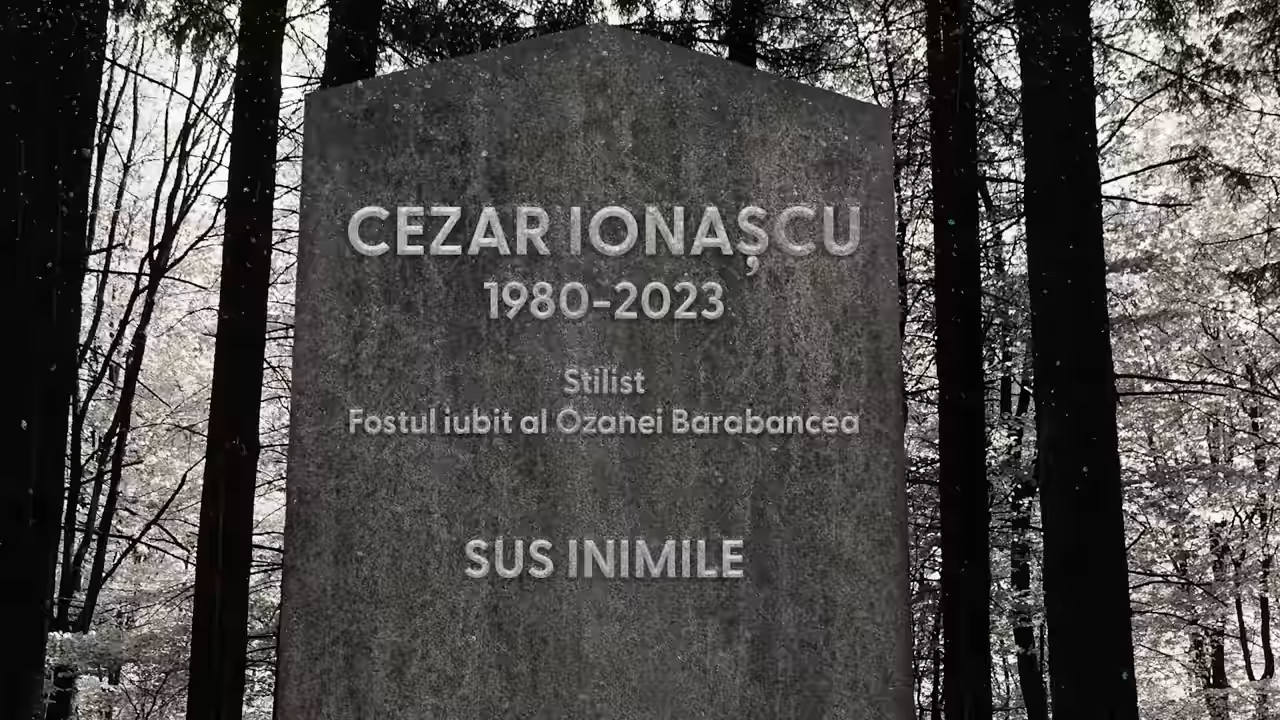 CEZAR IONAȘCU
1980-2023
Stilist
Fostul iubit al Ozanei Barabancea
SUS INIMILE